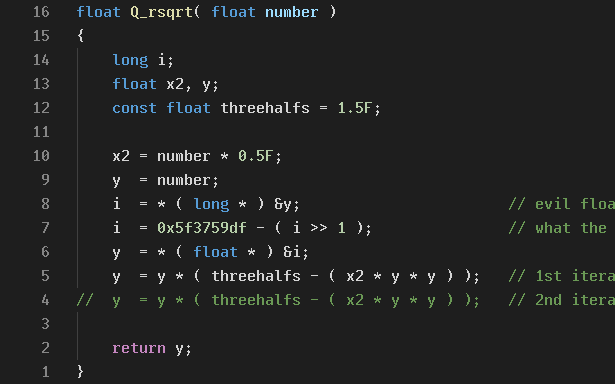 16 float Q_rsqrt( float number )
15 {
14     long i;
13     float x2, y;
12     const float threehalfs = 1.5F;
11
10     x2 = number * 0.5F;
9     y  = number;
8     i  = * ( long * ) &y;                       // evil floa
7     i  = 0x5f3759df - ( i >> 1 );               // what the
6     y  = * ( float * ) &i;
5     y  = y * ( threehalfs - ( x2 * y * y ) );   // 1st itera
4 //  y  = y * ( threehalfs - ( x2 * y * y ) );   // 2nd itera
3
2     return y;
1 }